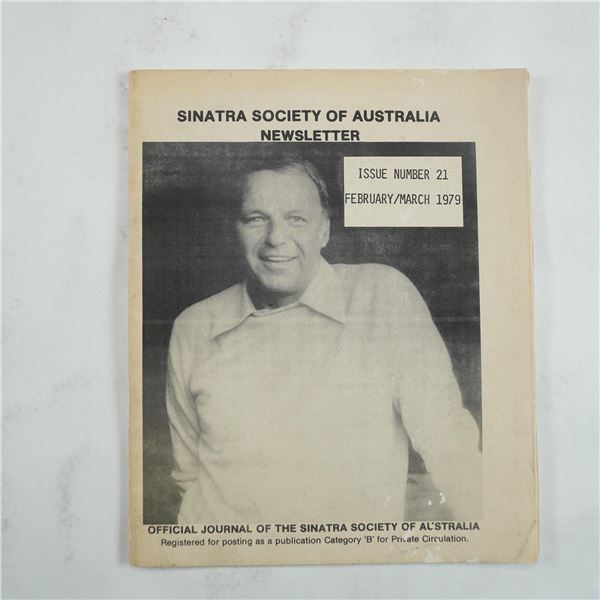 SINATRA SOCIETY OF AUSTRALIA
NEWSLETTER
ISSUE NUMBER 21
FEBRUARY/MARCH 1979
OFFICIAL JOURNAL OF THE SINATRA SOCIETY OF AUSTRALIA
Registered for posting as a publication Category 'B' for Private Circulation.